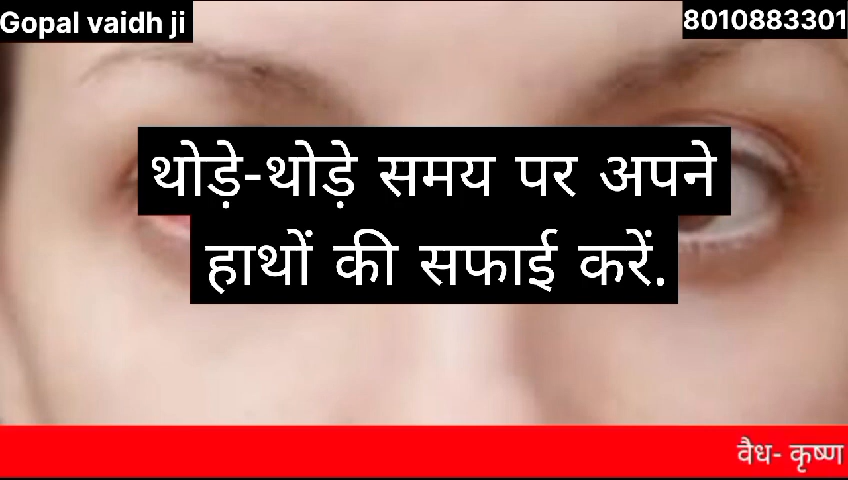 Gopal vaidh ji
8010883301
थोड़े-थोड़े समय पर अपने
हाथों की सफाई करें.
वैध- कृष्ण